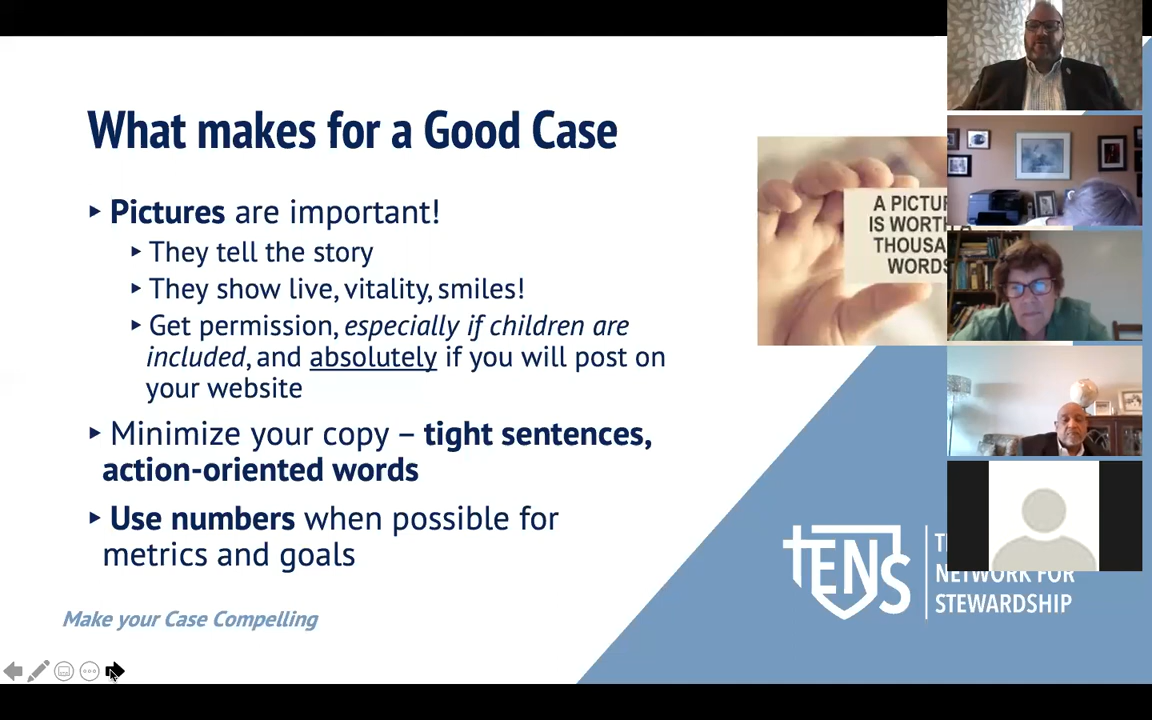 What makes for a Good Case
▸ Pictures are important!
▸ They tell the story
▸ They show live, vitality, smiles!
▸ Get permission, especially if children are
included, and absolutely if you will post on
your website
▸ Minimize your copy – tight sentences,
action-oriented words
▸ Use numbers when possible for
metrics and goals
Make your Case Compelling
A
IS WORTH A
WORDS
tENS
NETWORK FOR
STEWARDSHIP